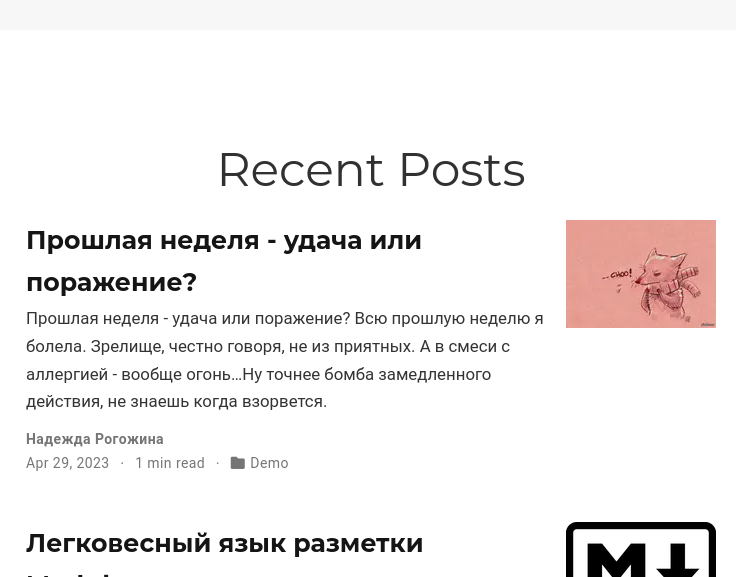 Recent Posts
Прошлая неделя - удача или
поражение?
Прошлая неделя - удача или поражение? Всю прошлую неделю я
болела. Зрелище, честно говоря, не из приятных. А в смеси с
аллергией - вообще огонь…Ну точнее бомба замедленного
действия, не знаешь когда взорвется.
--CHOO!
Надежда Рогожина
Apr 29, 2023 · 1 min read · Demo
Легковесный язык разметки
M